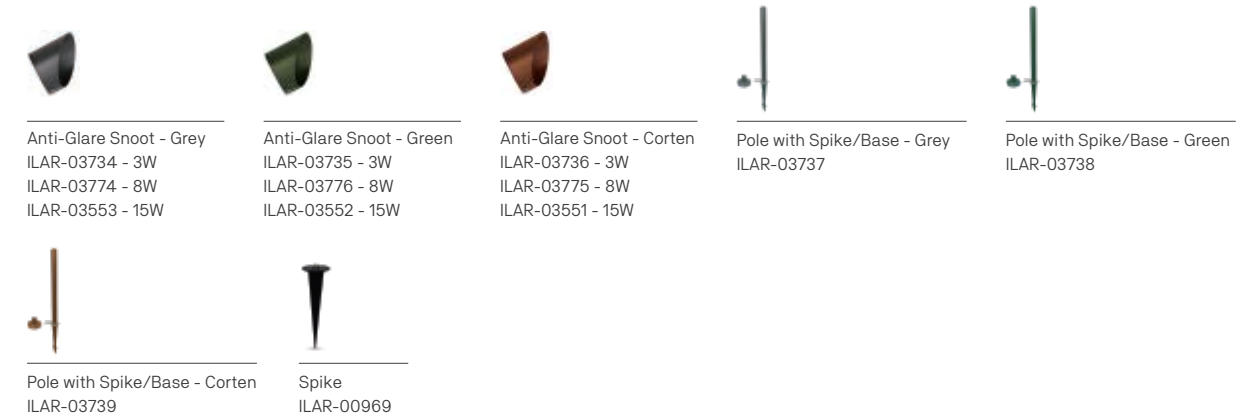 Anti-Glare Snoot - Grey
ILAR-03734 - 3W
ILAR-03774 - 8W
ILAR-03553 - 15W
Anti-Glare Snoot - Green
ILAR-03735 - 3W
ILAR-03776 - 8W
ILAR-03552 - 15W
Anti-Glare Snoot - Corten
ILAR-03736 - 3W
ILAR-03775 - 8W
ILAR-03551 - 15W
Pole with Spike/Base - Grey
ILAR-03737
Pole with Spike/Base - Green
ILAR-03738
Pole with Spike/Base - Corten
ILAR-03739
Spike
ILAR-00969